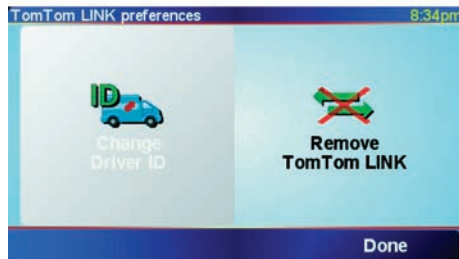 TomTom LINK preferences 8:34pm
ID
Change
Driver ID
Remove
TomTom LINK
Done